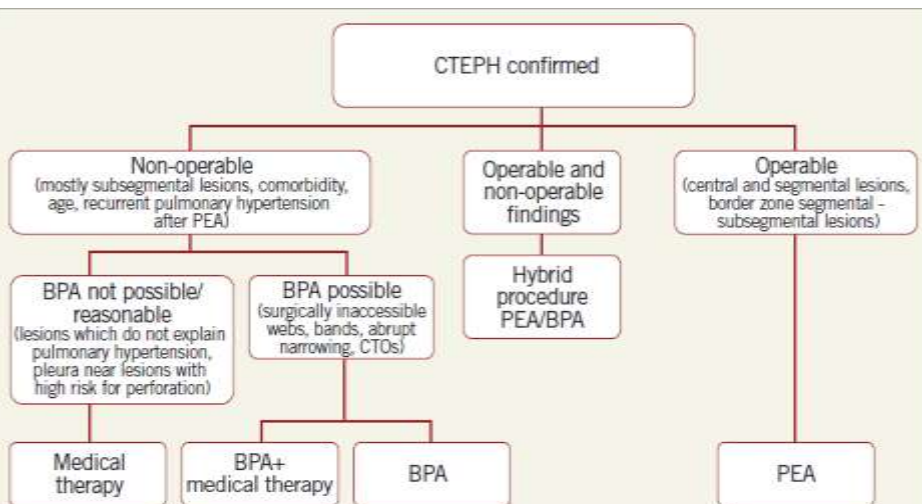 CTEPH confirmed
Non-operable
(mostly subsegmental lesions, comorbidity,
age, recurrent pulmonary hypertension
after PEA)
Operable and
non-operable
findings
Operable
(central and segmental lesions,
border zone segmental -
subsegmental lesions)
BPA not possible/
reasonable
(lesions which do not explain
pulmonary hypertension,
pleura near lesions with
high risk for perforation)
BPA possible
(surgically inaccessible
webs, bands, abrupt
narrowing, CTOs)
Hybrid
procedure
PEA/BPA
Medical
therapy
BPA+
medical therapy
BPA
PEA